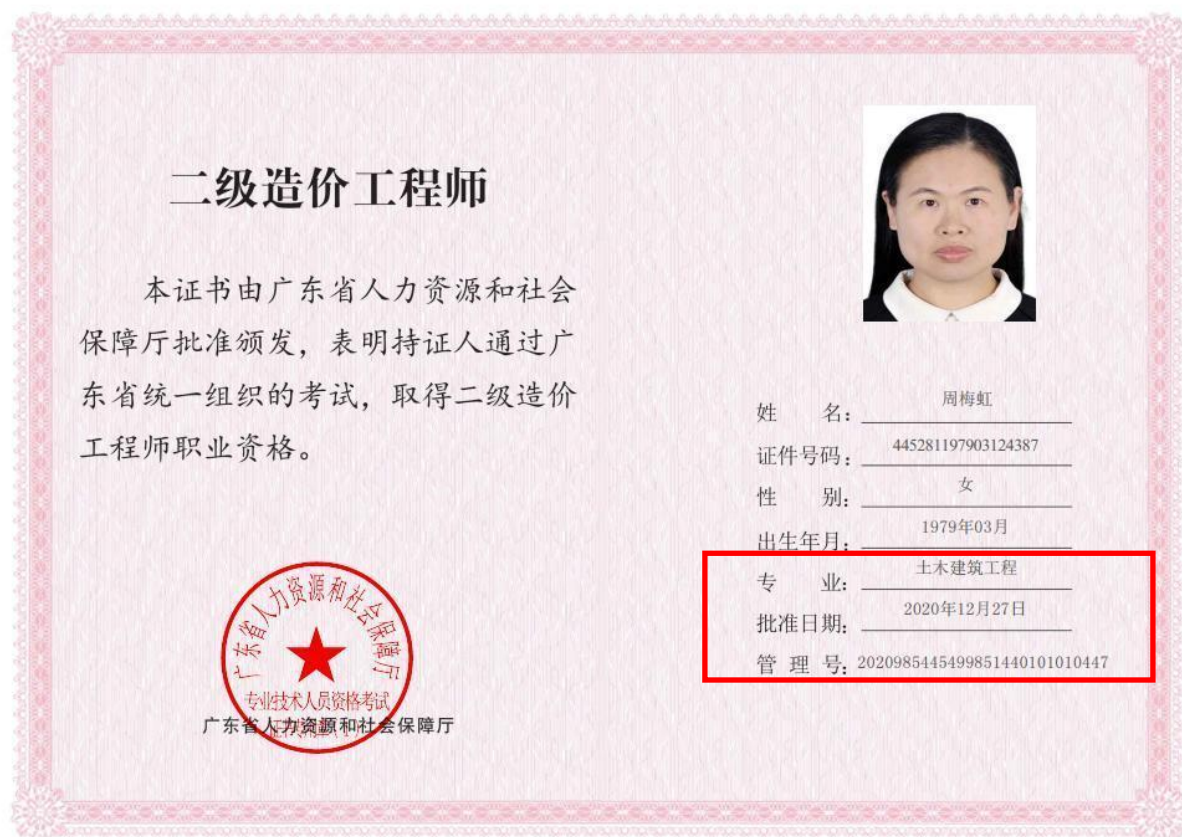 二级造价工程师
本证书由广东省人力资源和社会
保障厅批准颁发，表明持证人通过广
东省统一组织的考试，取得二级造价
工程师职业资格。
广东省人力资源和社会保障厅
专业技术人员资格考试
广东省人力资源和社会保障厅
姓 名：周梅虹
证件号码：445281197903124387
性 别：女
出生年月：1979年03月
专 业：土木建筑工程
批准日期：2020年12月27日
管 理 号：20209854454998514401010​10447